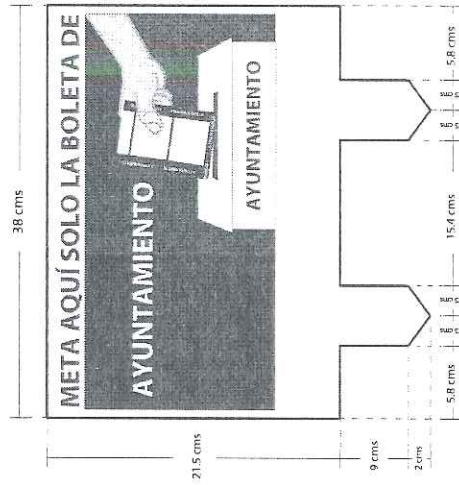 38 cms
META AQUÍ SOLO LA BOLETA DE
AYUNTAMIENTO
AYUNTAMIENTO
21.5 cms
9 cms
2 cms
5.8 cms
15.4 cms
5.8 cms